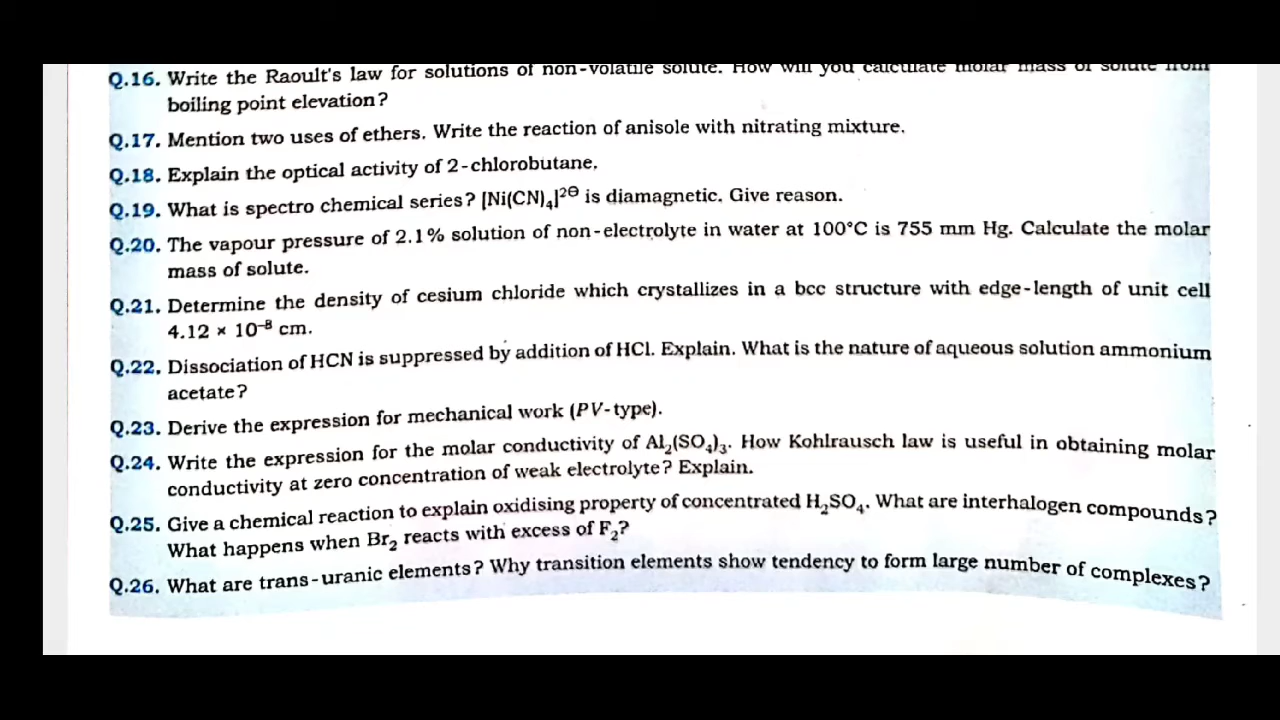 Q.16. Write the Raoult's law for solutions of non-volatile solute. How will you calculate molar mass of solute from
boiling point elevation?
Q.17. Mention two uses of ethers. Write the reaction of anisole with nitrating mixture.
Q.18. Explain the optical activity of 2-chlorobutane.
Q.19. What is spectro chemical series? [Ni(CN)₄]²⊖ is diamagnetic. Give reason.
Q.20. The vapour pressure of 2.1% solution of non-electrolyte in water at 100°C is 755 mm Hg. Calculate the molar
mass of solute.
Q.21. Determine the density of cesium chloride which crystallizes in a bcc structure with edge-length of unit cell
4.12 × 10⁻⁸ cm.
Q.22. Dissociation of HCN is suppressed by addition of HCl. Explain. What is the nature of aqueous solution ammonium
acetate?
Q.23. Derive the expression for mechanical work (PV-type).
Q.24. Write the expression for the molar conductivity of Al₂(SO₄)₃. How Kohlrausch law is useful in obtaining molar
conductivity at zero concentration of weak electrolyte? Explain.
Q.25. Give a chemical reaction to explain oxidising property of concentrated H₂SO₄. What are interhalogen compounds?
What happens when Br₂ reacts with excess of F₂?
Q.26. What are trans-uranic elements? Why transition elements show tendency to form large number of complexes?